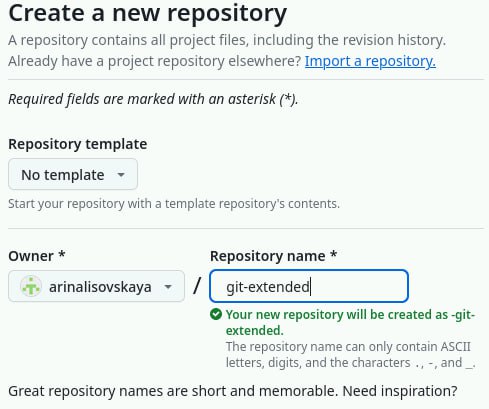 Create a new repository
A repository contains all project files, including the revision history.
Already have a project repository elsewhere? Import a repository.
Required fields are marked with an asterisk (*).
Repository template
No template
Start your repository with a template repository's contents.
Owner *
Repository name *
arinalisovskaya
/
git-extended
Your new repository will be created as -git-
extended.
The repository name can only contain ASCII
letters, digits, and the characters ., -, and _.
Great repository names are short and memorable. Need inspiration?